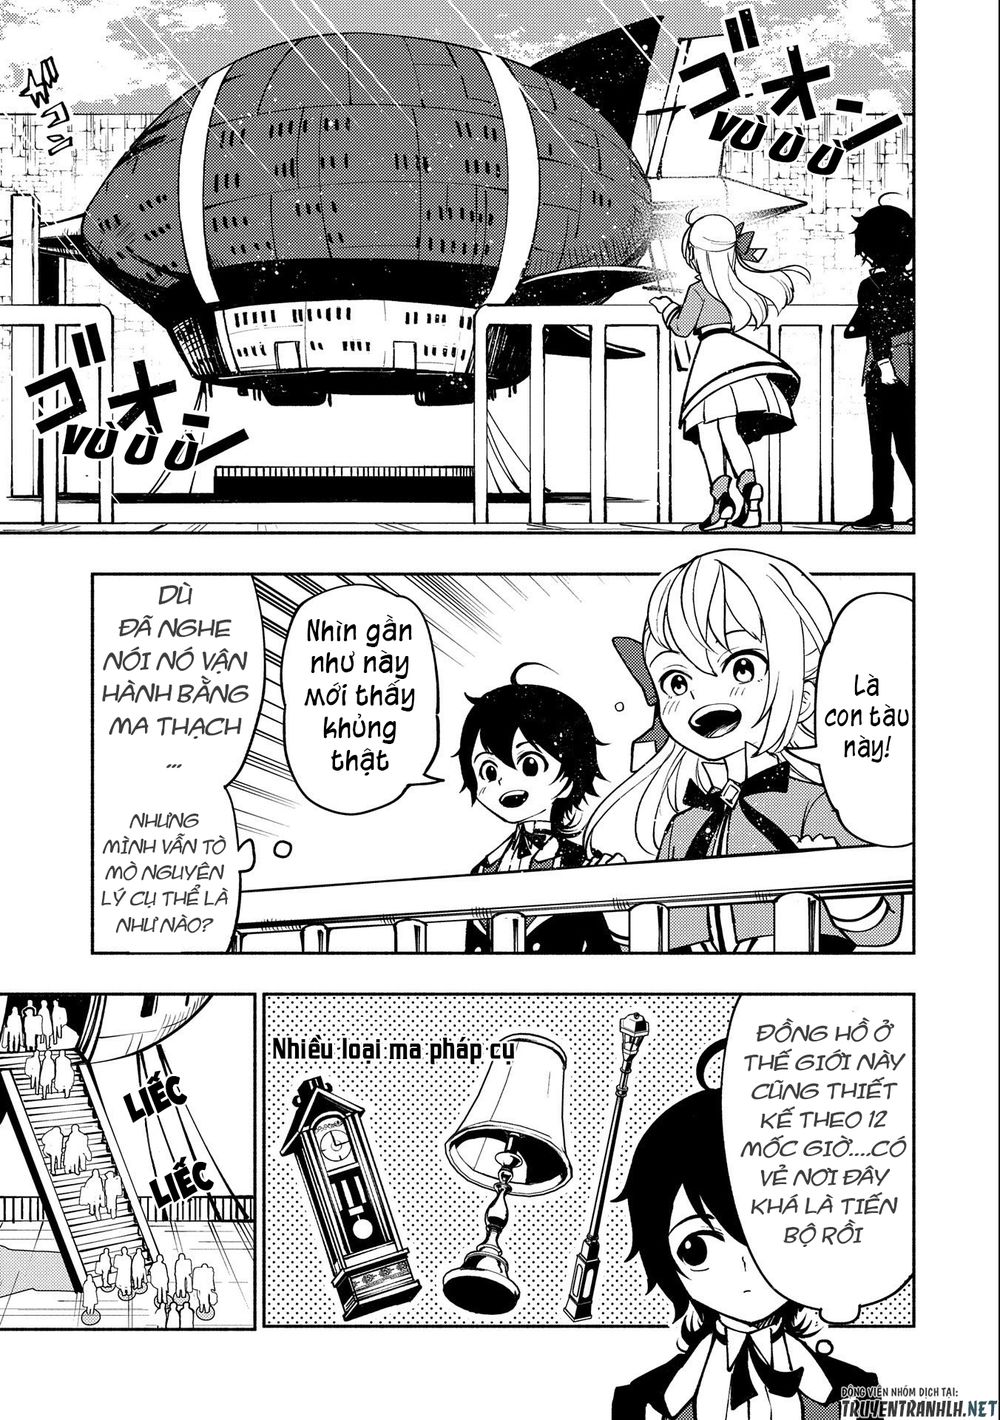 ゴオーン
VÙ Ù Ù
ゴオーン
VÙ Ù Ù
Là
con tàu
này!
Nhìn gần
như này
mới thấy
khủng
thật
DÙ
ĐÃ NGHE
NÓI NÓ VẬN
HÀNH BẰNG
MA THẠCH
...
NHƯNG
MÌNH VẪN TÒ
MÒ NGUYÊN
LÝ CỤ THỂ LÀ
NHƯ NÀO?
ĐỒNG HỒ Ở
THẾ GIỚI NÀY
CŨNG THIẾT
KẾ THEO 12
MỐC GIỜ....CÓ
VẺ NƠI ĐÂY
KHÁ LÀ TIẾN
BỘ RỒI
Nhiều loại ma pháp cụ
LIẾC
LIẾC
ĐỘNG VIÊN NHÓM DỊCH TẠI:
TRUYENTRANHLH.NET